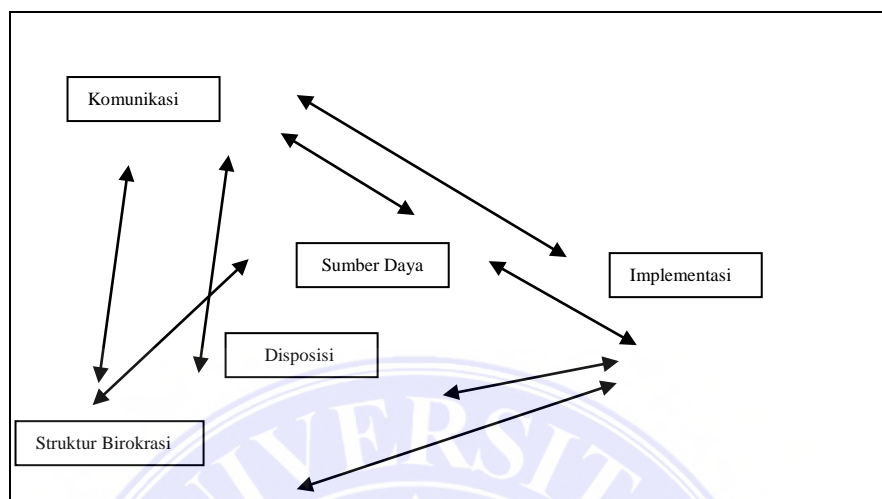 Komunikasi
Sumber Daya
Implementasi
Disposisi
Struktur Birokrasi